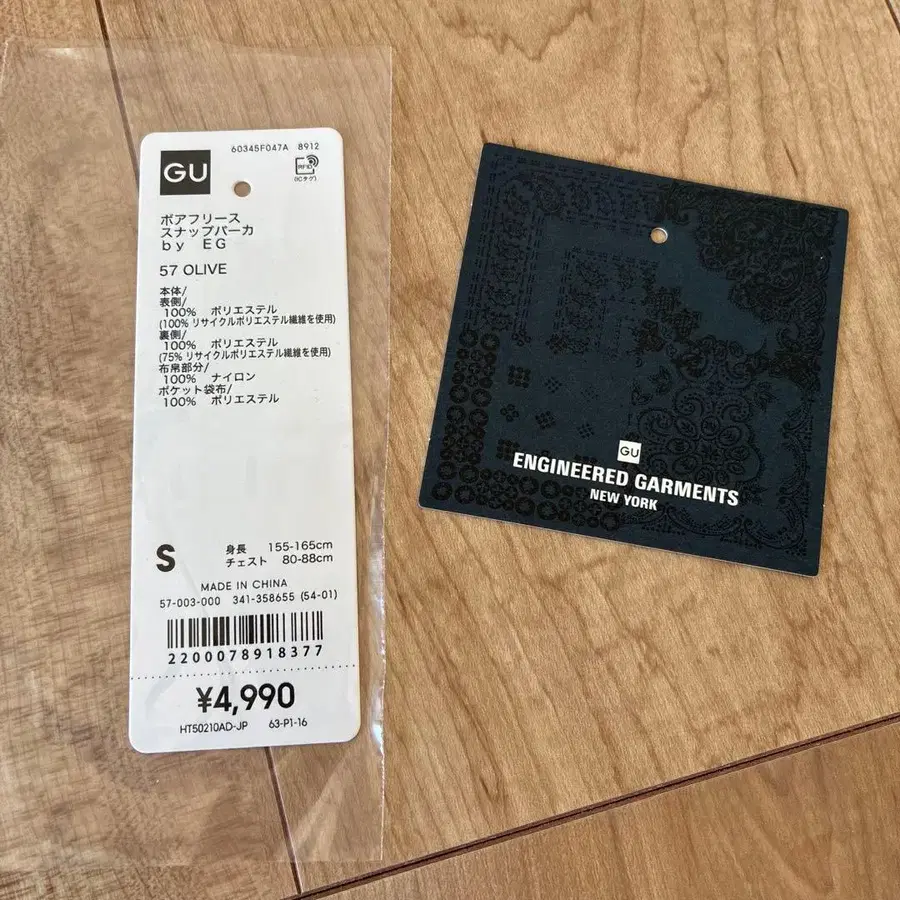 GU
60345F047A 8912
RFID
(ICタグ)
ボアフリース
スナップパーカ
by EG
57 OLIVE
本体/
表側/
100% ポリエステル
(100% リサイクルポリエステル繊維を使用)
裏側/
100% ポリエステル
(75% リサイクルポリエステル繊維を使用)
布帛部分/
100% ナイロン
ポケット袋布/
100% ポリエステル
S
身長 155-165cm
チェスト 80-88cm
MADE IN CHINA
57-003-000 341-358655 (54-01)
2200078918377
¥4,990
HT50210AD-JP 63-P1-16
GU
ENGINEERED GARMENTS
NEW YORK